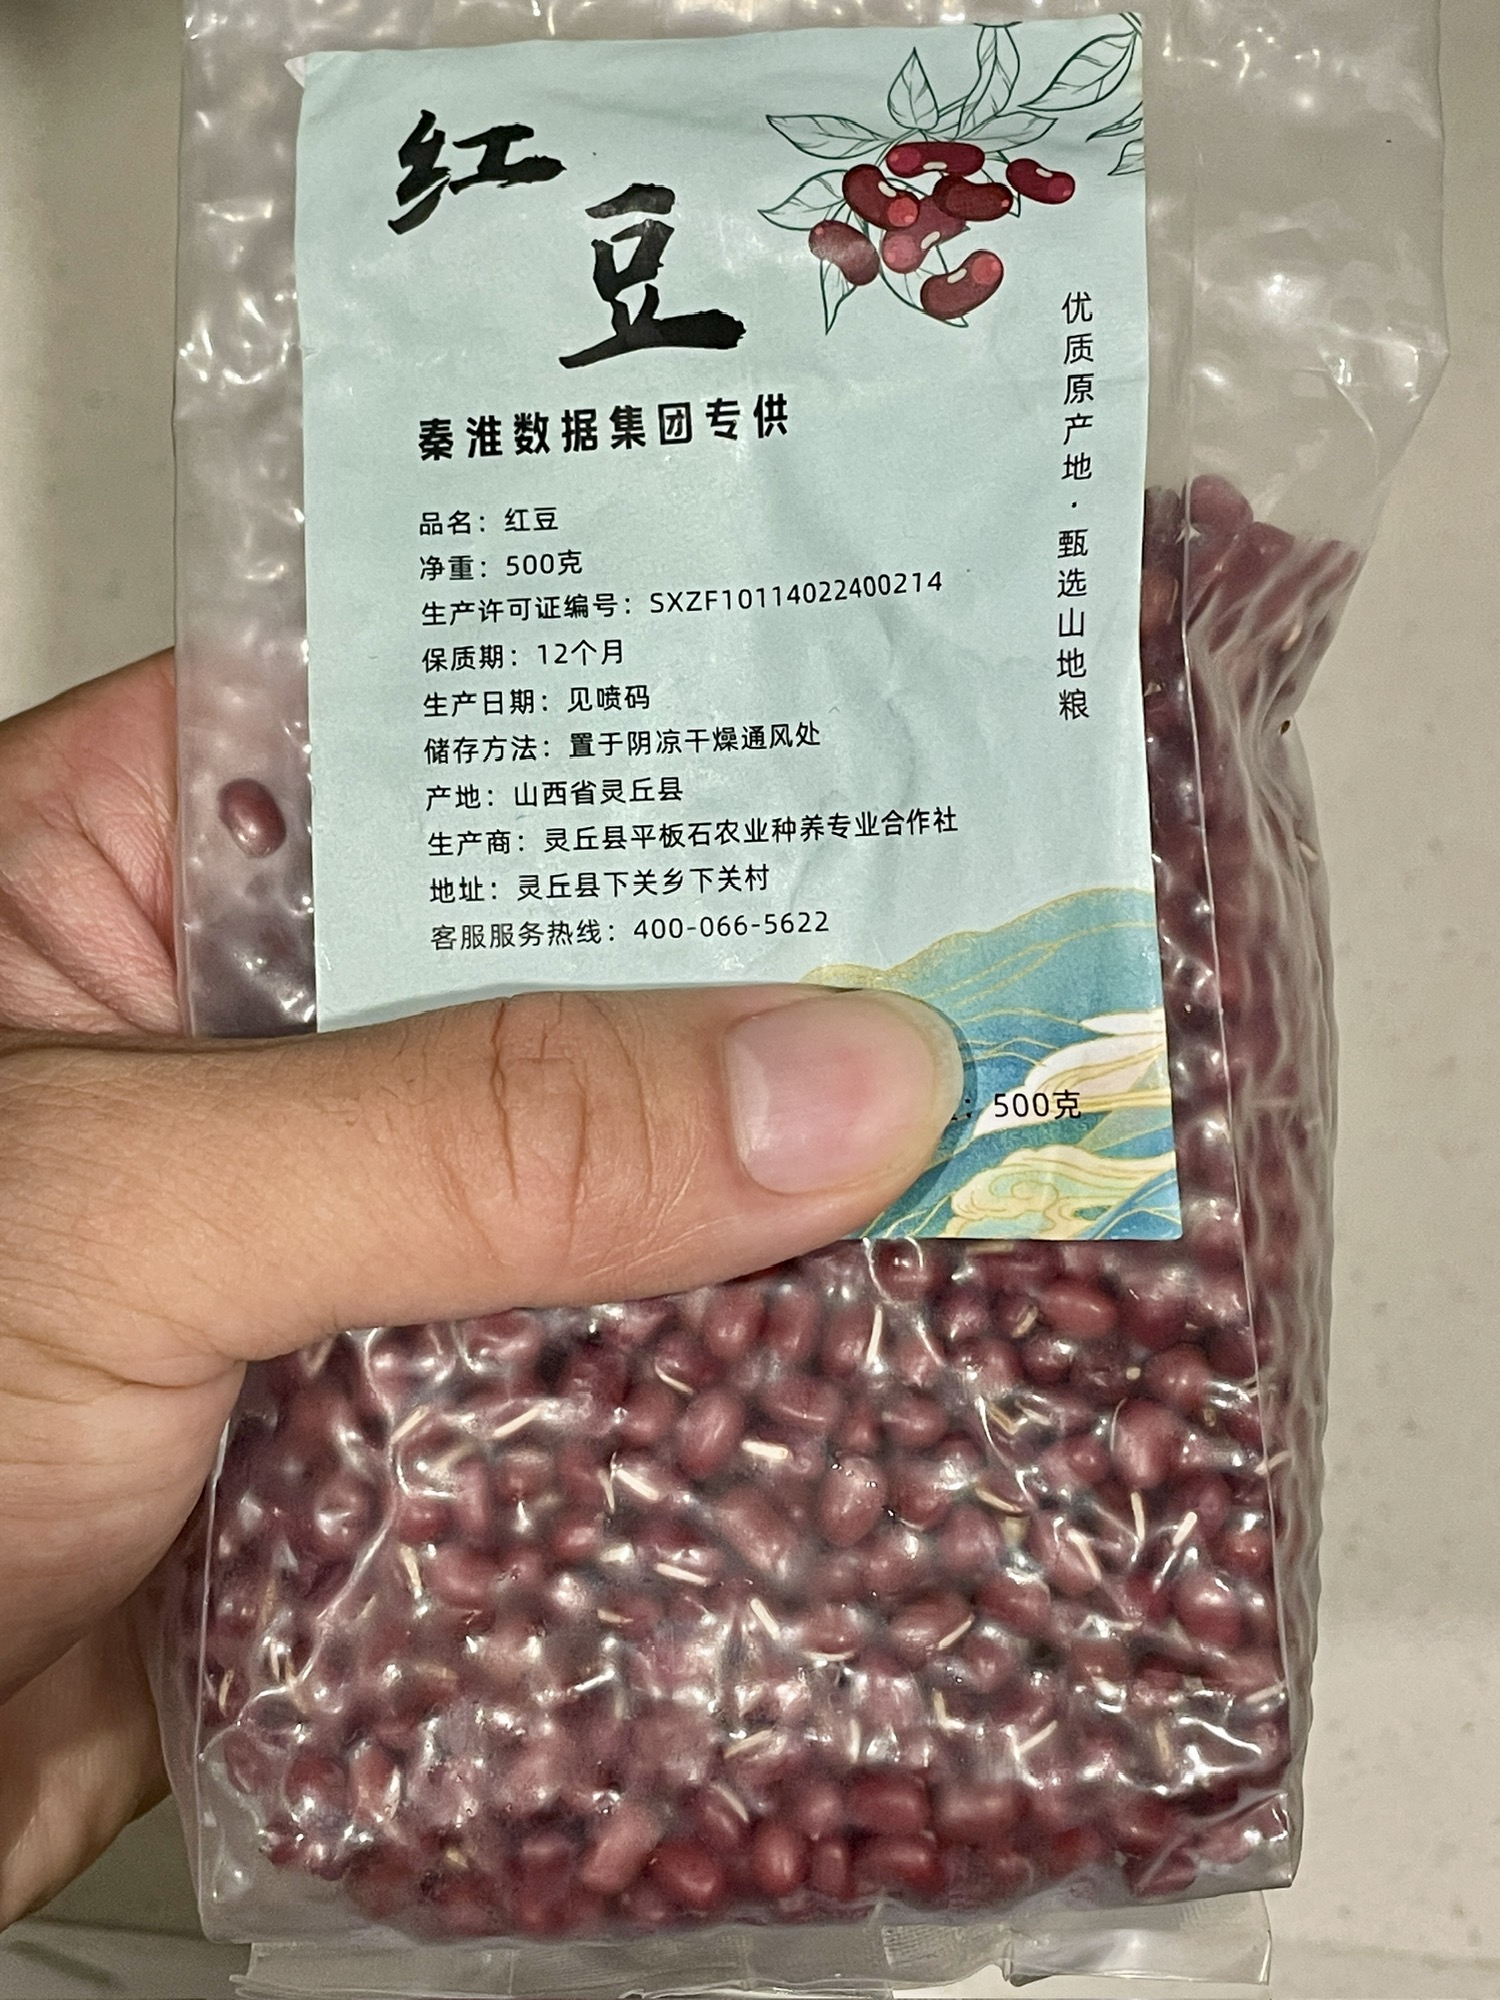 红豆
秦淮数据集团专供
品名：红豆
净重：500克
生产许可证编号：SXZF10114022400214
保质期：12个月
生产日期：见喷码
储存方法：置于阴凉干燥通风处
产地：山西省灵丘县
生产商：灵丘县平板石农业种养专业合作社
地址：灵丘县下关乡下关村
客服服务热线：400-066-5622
优质原产地·甄选山地粮
：500克